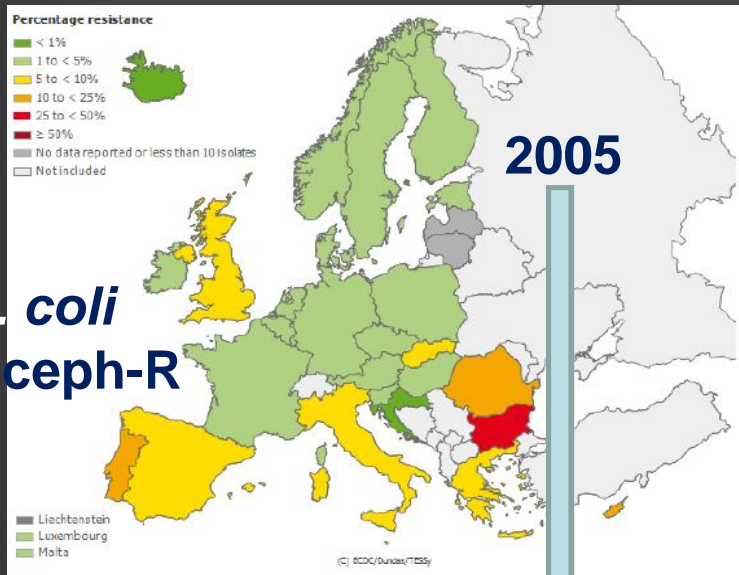 Percentage resistance
< 1%
1 to < 5%
5 to < 10%
10 to < 25%
25 to < 50%
≥ 50%
No data reported or less than 10 isolates
Not included
2005
coli
ceph-R
Liechtenstein
Luxembourg
Malta
(C) ECDC/Dundas/TESSy